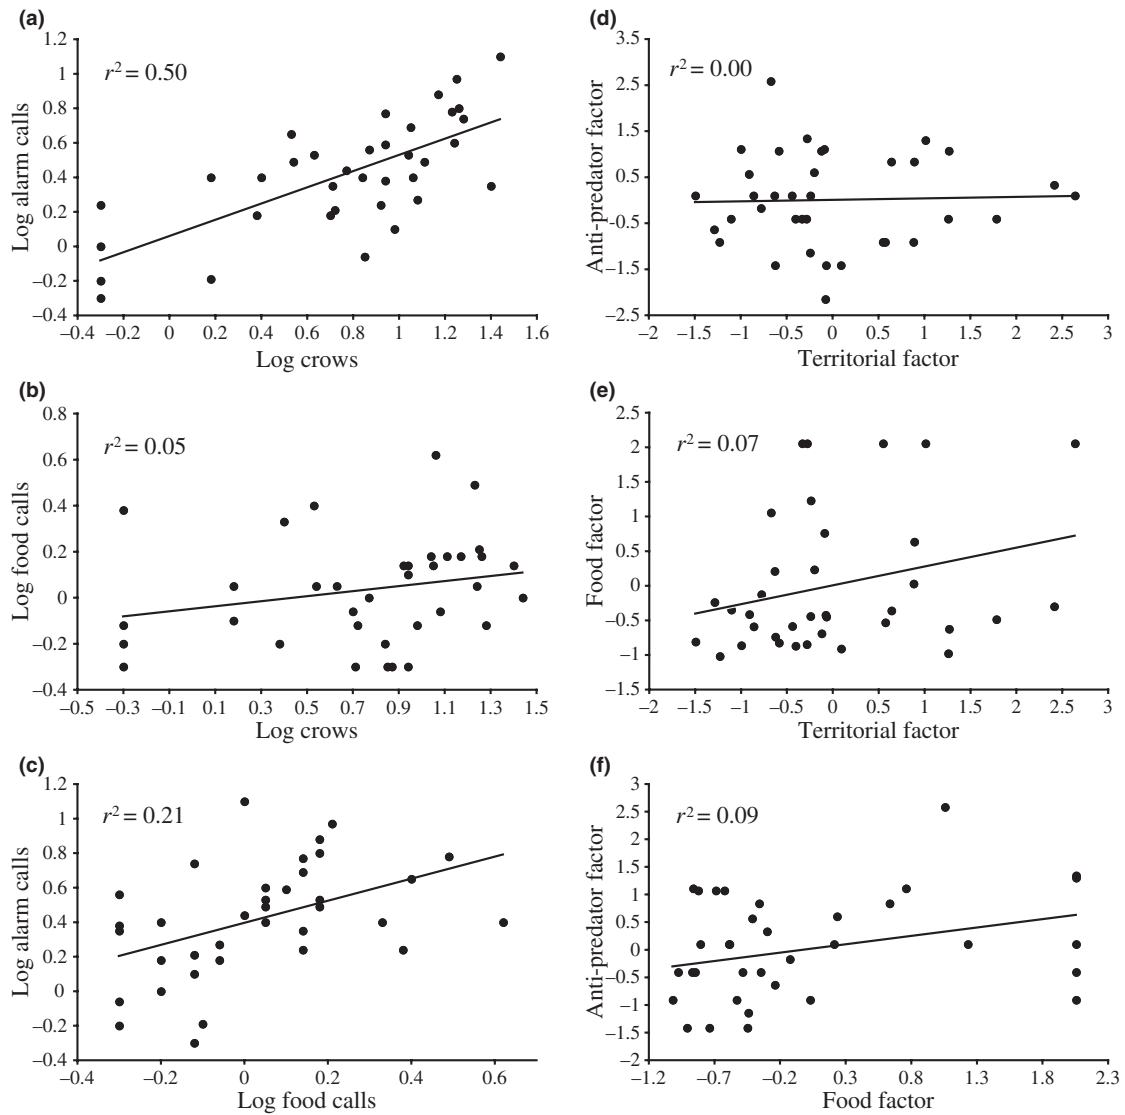 (a)
1.2
1
0.8
0.6
0.4
0.2
0
–0.2
–0.4
Log alarm calls
r² = 0.50
–0.4 –0.2 0 0.2 0.4 0.6 0.8 1 1.2 1.4 1.6
Log crows
(b)
0.8
0.6
0.4
0.2
0
–0.2
–0.4
Log food calls
r² = 0.05
–0.5 –0.3 –0.1 0.1 0.3 0.5 0.7 0.9 1.1 1.3 1.5
Log crows
(c)
1.2
1
0.8
0.6
0.4
0.2
0
–0.2
–0.4
Log alarm calls
r² = 0.21
–0.4 –0.2 0 0.2 0.4 0.6
Log food calls
(d)
3.5
2.5
1.5
0.5
–0.5
–1.5
–2.5
Anti-predator factor
r² = 0.00
–2 –1.5 –1 –0.5 0 0.5 1 1.5 2 2.5 3
Territorial factor
(e)
2.5
2
1.5
1
0.5
0
–0.5
–1
–1.5
Food factor
r² = 0.07
–2 –1.5 –1 –0.5 0 0.5 1 1.5 2 2.5 3
Territorial factor
(f)
3
2.5
2
1.5
1
0.5
0
–0.5
–1
–1.5
–2
Anti-predator factor
r² = 0.09
–1.2 –0.7 –0.2 0.3 0.8 1.3 1.8 2.3
Food factor